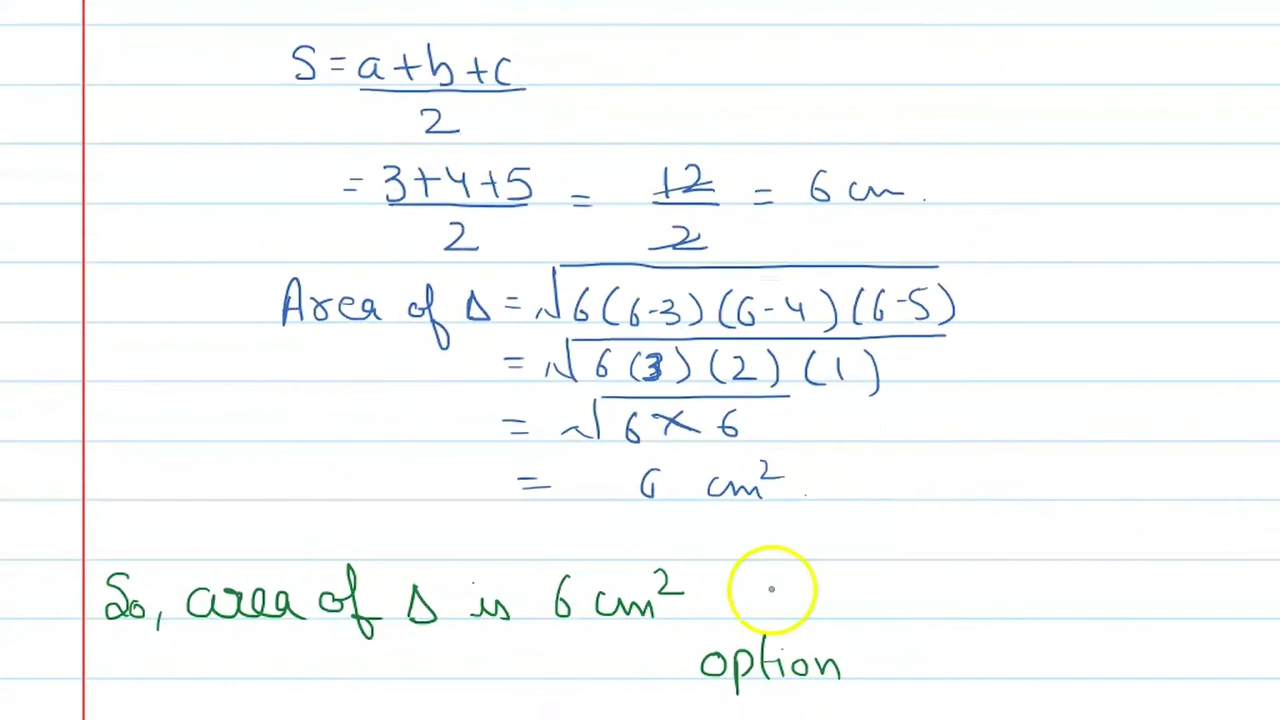 S = a+b+c
2
= 3+4+5 = 12 = 6 cm.
2 2
Area of Δ = √6(6-3)(6-4)(6-5)
= √6(3)(2)(1)
= √6×6
= 6 cm².
So, area of Δ is 6 cm²
option